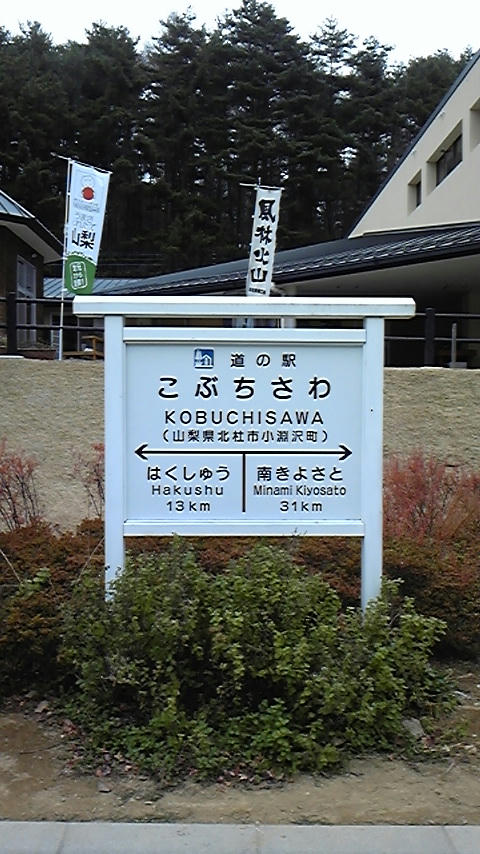 山梨
風林火山
道の駅
こぶちさわ
KOBUCHISAWA
(山梨県北杜市小淵沢町)
はくしゅう
Hakushu
13km
南きよさと
Minami Kiyosato
31km